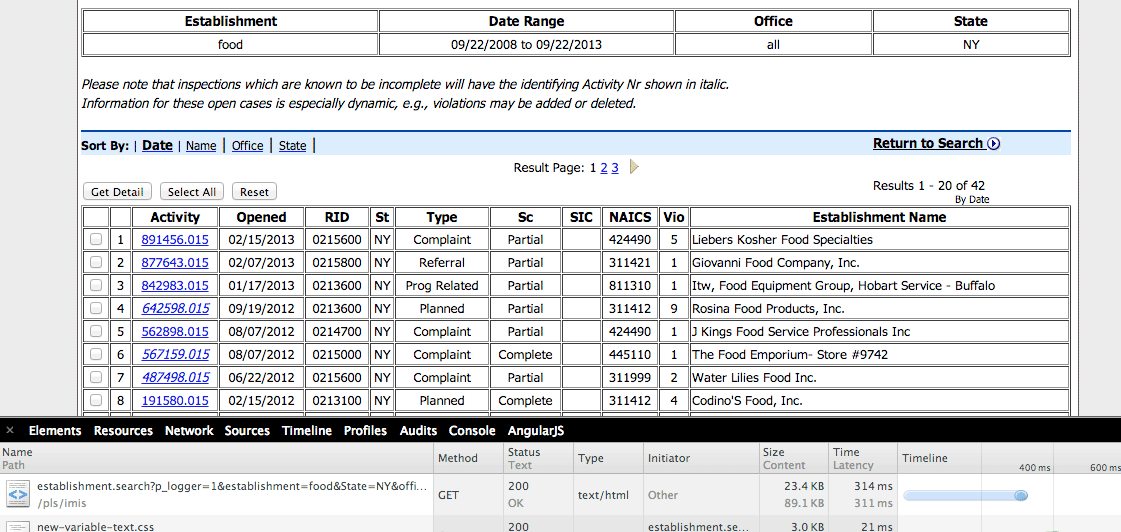 Establishment Date Range Office State
food 09/22/2008 to 09/22/2013 all NY
Please note that inspections which are known to be incomplete will have the identifying Activity Nr shown in italic.
Information for these open cases is especially dynamic, e.g., violations may be added or deleted.
Sort By: | Date | Name | Office | State | Return to Search
Result Page: 1 2 3
Get Detail Select All Reset Results 1 - 20 of 42
By Date
Activity Opened RID St Type Sc SIC NAICS Vio Establishment Name
1 891456.015 02/15/2013 0215600 NY Complaint Partial 424490 5 Liebers Kosher Food Specialties
2 877643.015 02/07/2013 0215800 NY Referral Partial 311421 1 Giovanni Food Company, Inc.
3 842983.015 01/17/2013 0213600 NY Prog Related Partial 811310 1 Itw, Food Equipment Group, Hobart Service - Buffalo
4 642598.015 09/19/2012 0213600 NY Planned Partial 311412 9 Rosina Food Products, Inc.
5 562898.015 08/07/2012 0214700 NY Complaint Partial 424490 1 J Kings Food Service Professionals Inc
6 567159.015 08/07/2012 0215000 NY Complaint Complete 445110 1 The Food Emporium- Store #9742
7 487498.015 06/22/2012 0215000 NY Complaint Partial 311999 2 Water Lilies Food Inc.
8 191580.015 02/15/2012 0213100 NY Planned Complete 311412 4 Codino'S Food, Inc.
× Elements Resources Network Sources Timeline Profiles Audits Console AngularJS
Name Method Status Type Initiator Size Time Timeline
Path Text Content Latency 400 ms 600 ms
establishment.search?p_logger=1&establishment=food&State=NY&offi... GET 200 text/html Other 23.4 KB 314 ms
/pls/imis OK 89.1 KB 311 ms
new-variable-text.css 200 establishment.se... 3.0 KB 21 ms